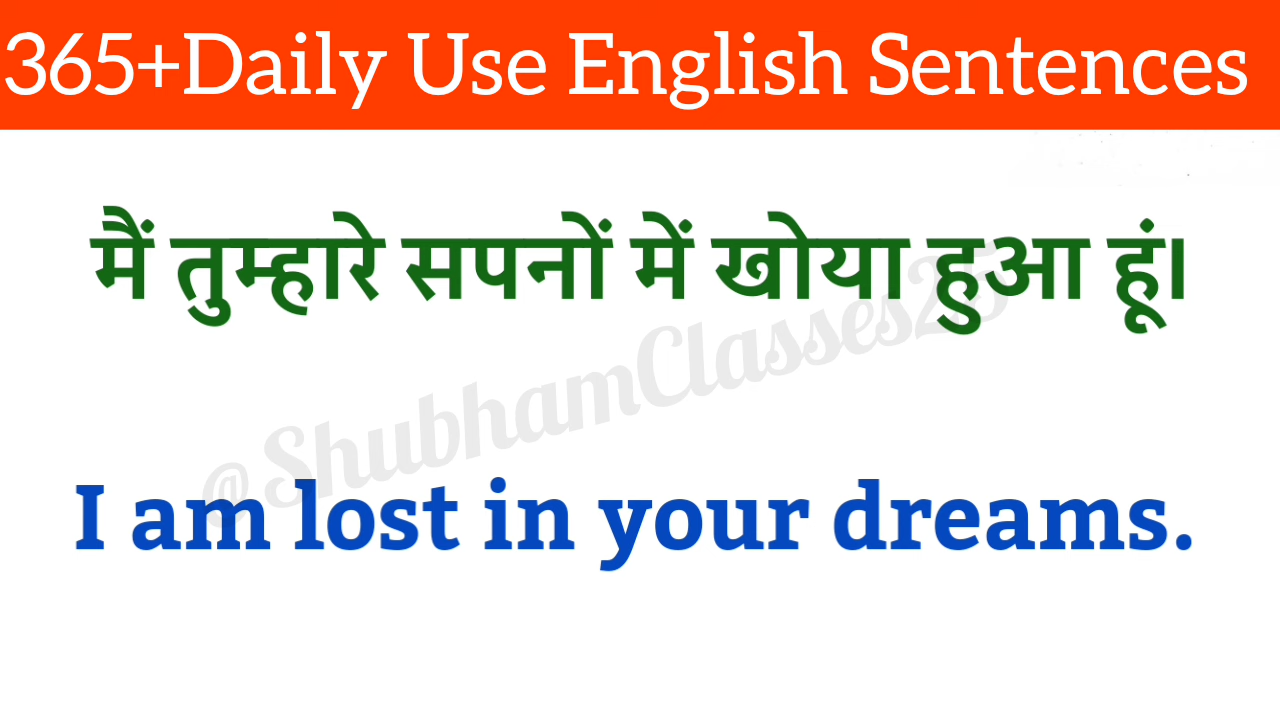 365+Daily Use English Sentences
मैं तुम्हारे सपनों में खोया हुआ हूं।
@ShubhamClasses25
I am lost in your dreams.